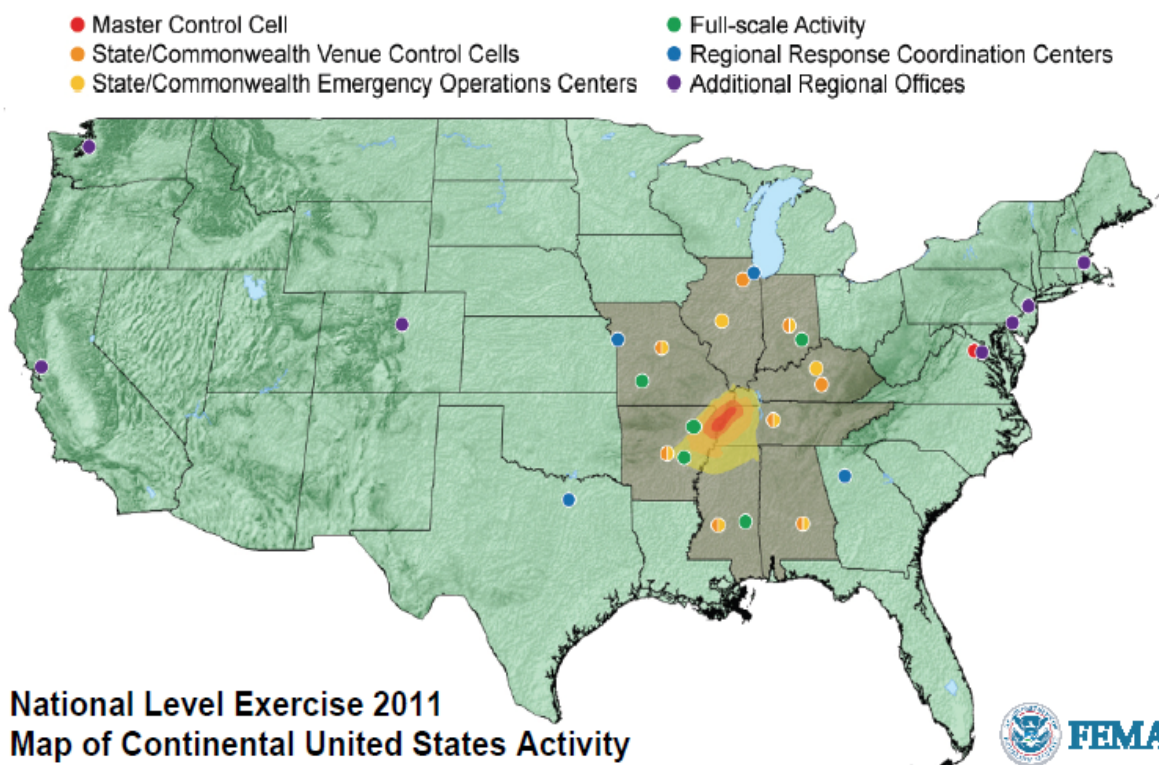 Master Control Cell
State/Commonwealth Venue Control Cells
State/Commonwealth Emergency Operations Centers
Full-scale Activity
Regional Response Coordination Centers
Additional Regional Offices
National Level Exercise 2011
Map of Continental United States Activity
FEMA